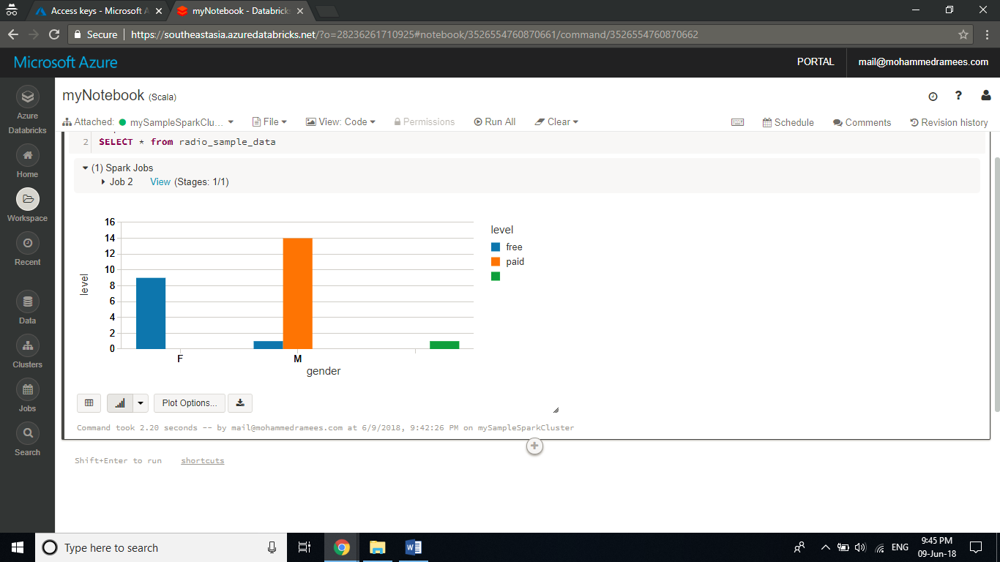 Access keys - Microsoft A
myNotebook - Databrick
Secure
https://southeastasia.azuredatabricks.net/?o=28236261710925#notebook/3526554760870661/command/3526554760870662
Microsoft Azure
PORTAL
mail@mohammedramees.com
Azure
Databricks
Home
Workspace
Recent
Data
Clusters
Jobs
Search
myNotebook (Scala)
?
Attached: mySampleSparkClu... File View: Code Permissions Run All Clear Schedule Comments Revision history
2 SELECT * from radio_sample_data
(1) Spark Jobs
Job 2 View (Stages: 1/1)
16
14
12
10
8
6
4
2
0
level
F M
gender
level
free
paid
Plot Options...
Command took 2.20 seconds -- by mail@mohammedramees.com at 6/9/2018, 9:42:26 PM on mySampleSparkCluster
+
Shift+Enter to run shortcuts
Type here to search
ENG
9:45 PM
09-Jun-18